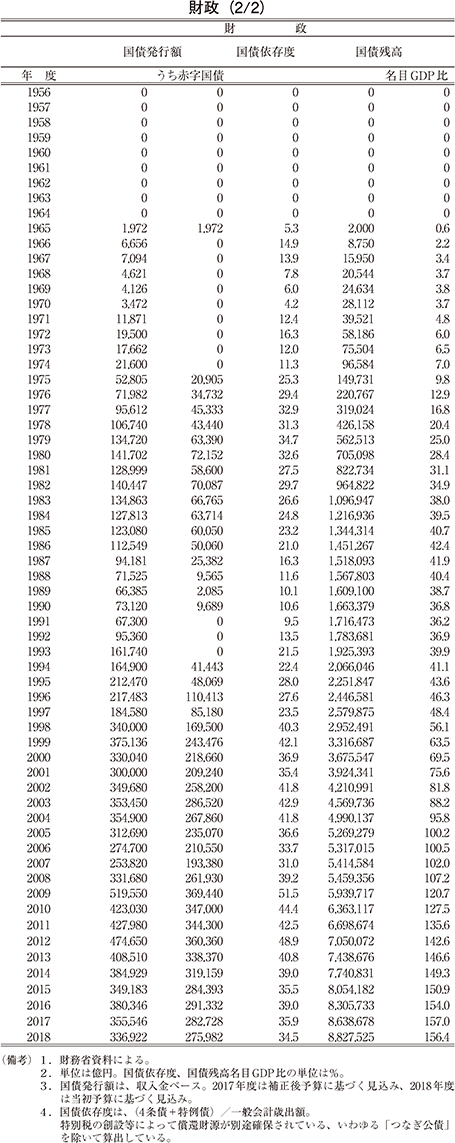 財政（2/2）
財　政
国債発行額　国債依存度　国債残高
年　度　うち赤字国債　名目GDP比
1956 0 0 0 0 0
1957 0 0 0 0 0
1958 0 0 0 0 0
1959 0 0 0 0 0
1960 0 0 0 0 0
1961 0 0 0 0 0
1962 0 0 0 0 0
1963 0 0 0 0 0
1964 0 0 0 0 0
1965 1,972 1,972 5.3 2,000 0.6
1966 6,656 0 14.9 8,750 2.2
1967 7,094 0 13.9 15,950 3.4
1968 4,621 0 7.8 20,544 3.7
1969 4,126 0 6.0 24,634 3.8
1970 3,472 0 4.2 28,112 3.7
1971 11,871 0 12.4 39,521 4.8
1972 19,500 0 16.3 58,186 6.0
1973 17,662 0 12.0 75,504 6.5
1974 21,600 0 11.3 96,584 7.0
1975 52,805 20,905 25.3 149,731 9.8
1976 71,982 34,732 29.4 220,767 12.9
1977 95,612 45,333 32.9 319,024 16.8
1978 106,740 43,440 31.3 426,158 20.4
1979 134,720 63,390 34.7 562,513 25.0
1980 141,702 72,152 32.6 705,098 28.4
1981 128,999 58,600 27.5 822,734 31.1
1982 140,447 70,087 29.7 964,822 34.9
1983 134,863 66,765 26.6 1,096,947 38.0
1984 127,813 63,714 24.8 1,216,936 39.5
1985 123,080 60,050 23.2 1,344,314 40.7
1986 112,549 50,060 21.0 1,451,267 42.4
1987 94,181 25,382 16.3 1,518,093 41.9
1988 71,525 9,565 11.6 1,567,803 40.4
1989 66,385 2,085 10.1 1,609,100 38.7
1990 73,120 9,689 10.6 1,663,379 36.8
1991 67,300 0 9.5 1,716,473 36.2
1992 95,360 0 13.5 1,783,681 36.9
1993 161,740 0 21.5 1,925,393 39.9
1994 164,900 41,443 22.4 2,066,046 41.1
1995 212,470 48,069 28.0 2,251,847 43.6
1996 217,483 110,413 27.6 2,446,581 46.3
1997 184,580 85,180 23.5 2,579,875 48.4
1998 340,000 169,500 40.3 2,952,491 56.1
1999 375,136 243,476 42.1 3,316,687 63.5
2000 330,040 218,660 36.9 3,675,547 69.5
2001 300,000 209,240 35.4 3,924,341 75.6
2002 349,680 258,200 41.8 4,210,991 81.8
2003 353,450 286,520 42.9 4,569,736 88.2
2004 354,900 267,860 41.8 4,990,137 95.8
2005 312,690 235,070 36.6 5,269,279 100.2
2006 274,700 210,550 33.7 5,317,015 100.5
2007 253,820 193,380 31.0 5,414,584 102.0
2008 331,680 261,930 39.2 5,459,356 107.2
2009 519,550 369,440 51.5 5,939,717 120.7
2010 423,030 347,000 44.4 6,363,117 127.5
2011 427,980 344,300 42.5 6,698,674 135.6
2012 474,650 360,360 48.9 7,050,072 142.6
2013 408,510 338,370 40.8 7,438,676 146.6
2014 384,929 319,159 39.0 7,740,831 149.3
2015 349,183 284,393 35.5 8,054,182 150.9
2016 380,346 291,332 39.0 8,305,733 154.0
2017 355,546 282,728 35.9 8,638,678 157.0
2018 336,922 275,982 34.5 8,827,525 156.4
（備考）1．財務省資料による。
2．単位は億円。国債依存度、国債残高名目GDP比の単位は％。
3．国債発行額は、収入金ベース。2017年度は補正後予算に基づく見込み、2018年度
は当初予算に基づく見込み。
4．国債依存度は、（4条債＋特例債）／一般会計歳出額。
特別税の創設等によって償還財源が別途確保されている、いわゆる「つなぎ公債」
を除いて算出している。